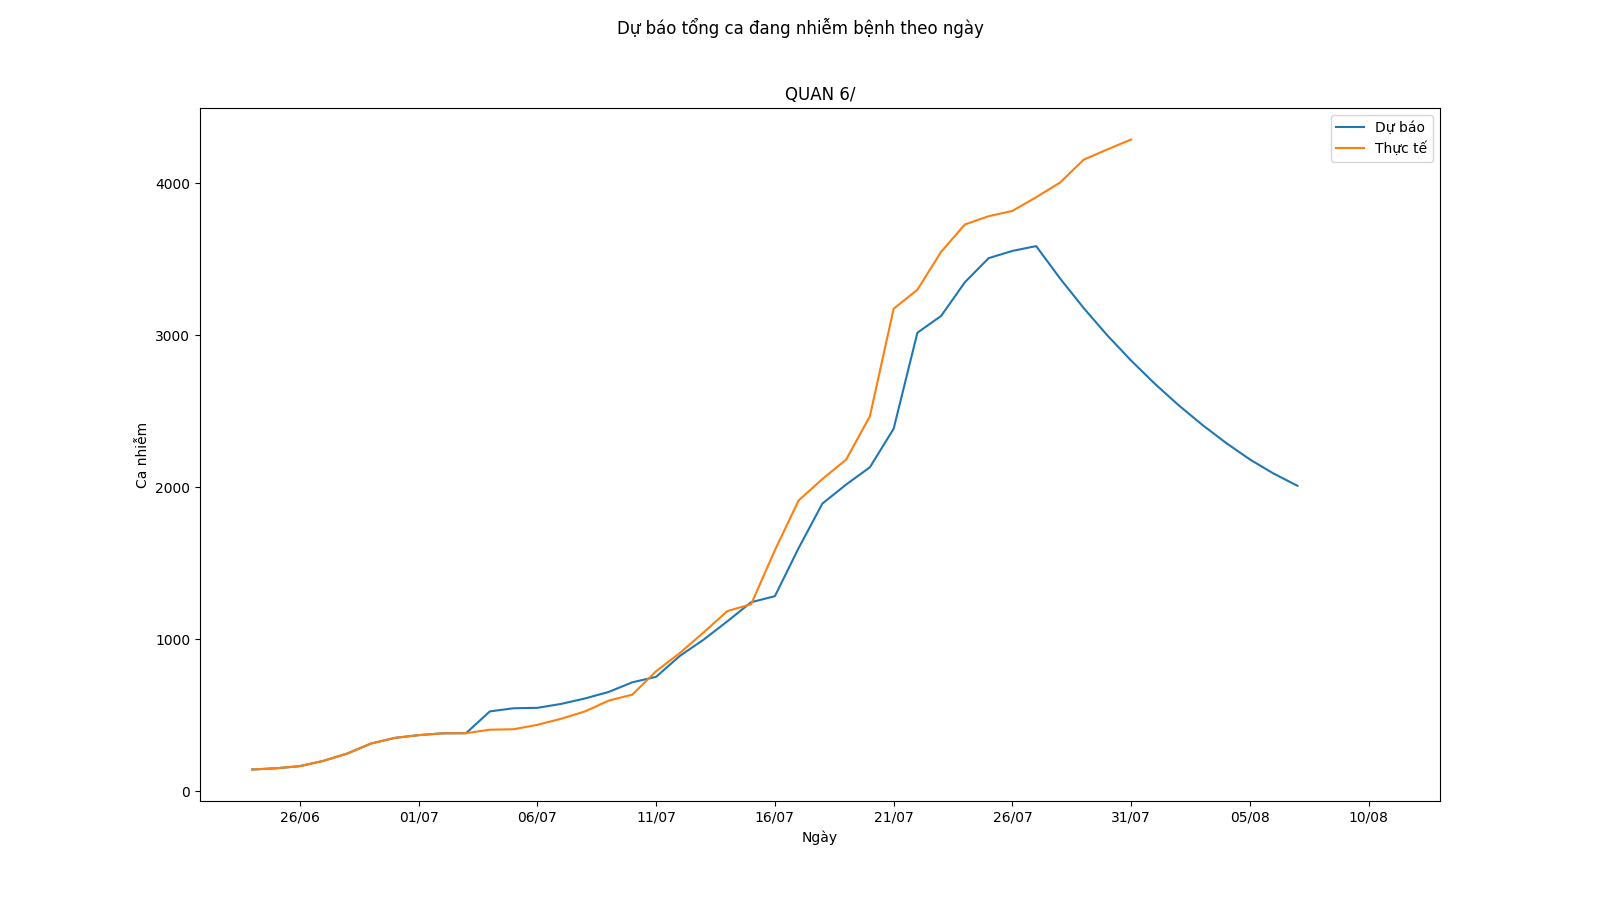 Dự báo tổng ca đang nhiễm bệnh theo ngày
QUAN 6/
Dự báo
Thực tế
4000
3000
2000
1000
0
Ca nhiễm
26/06
01/07
06/07
11/07
16/07
21/07
26/07
31/07
05/08
10/08
Ngày